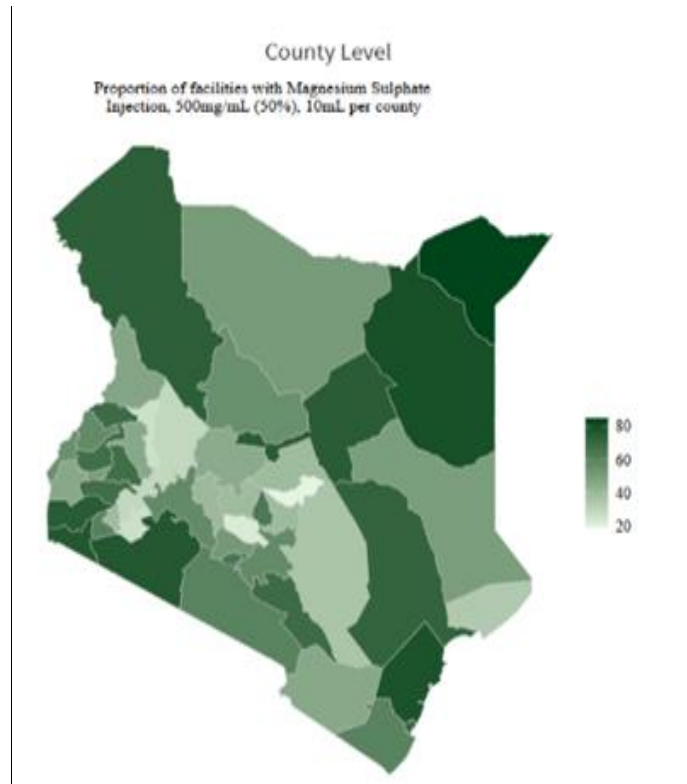 County Level
Proportion of facilities with Magnesium Sulphate
Injection, 500mg/mL (50%), 10mL per county
80
60
40
20